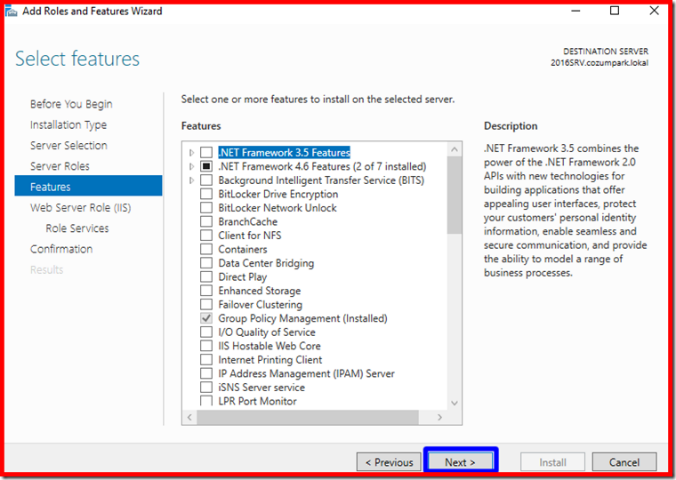 Add Roles and Features Wizard
Select features
DESTINATION SERVER
2016SRV.cozumpark.lokal
Before You Begin
Installation Type
Server Selection
Server Roles
Features
Web Server Role (IIS)
Role Services
Confirmation
Results
Select one or more features to install on the selected server.
Features
.NET Framework 3.5 Features
.NET Framework 4.6 Features (2 of 7 installed)
Background Intelligent Transfer Service (BITS)
BitLocker Drive Encryption
BitLocker Network Unlock
BranchCache
Client for NFS
Containers
Data Center Bridging
Direct Play
Enhanced Storage
Failover Clustering
Group Policy Management (Installed)
I/O Quality of Service
IIS Hostable Web Core
Internet Printing Client
IP Address Management (IPAM) Server
iSNS Server service
LPR Port Monitor
Description
.NET Framework 3.5 combines the
power of the .NET Framework 2.0
APIs with new technologies for
building applications that offer
appealing user interfaces, protect
your customers' personal identity
information, enable seamless and
secure communication, and provide
the ability to model a range of
business processes.
< Previous
Next >
Install
Cancel